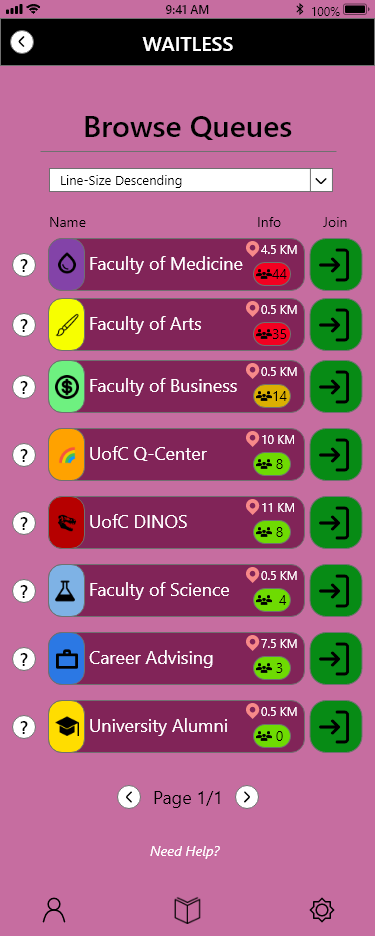 9:41 AM 100%
WAITLESS
Browse Queues
Line-Size Descending
Name Info Join
? Faculty of Medicine 4.5 KM
44
? Faculty of Arts 0.5 KM
35
? Faculty of Business 0.5 KM
14
? UofC Q-Center 10 KM
8
? UofC DINOS 11 KM
8
? Faculty of Science 0.5 KM
4
? Career Advising 7.5 KM
3
? University Alumni 0.5 KM
0
Page 1/1
Need Help?